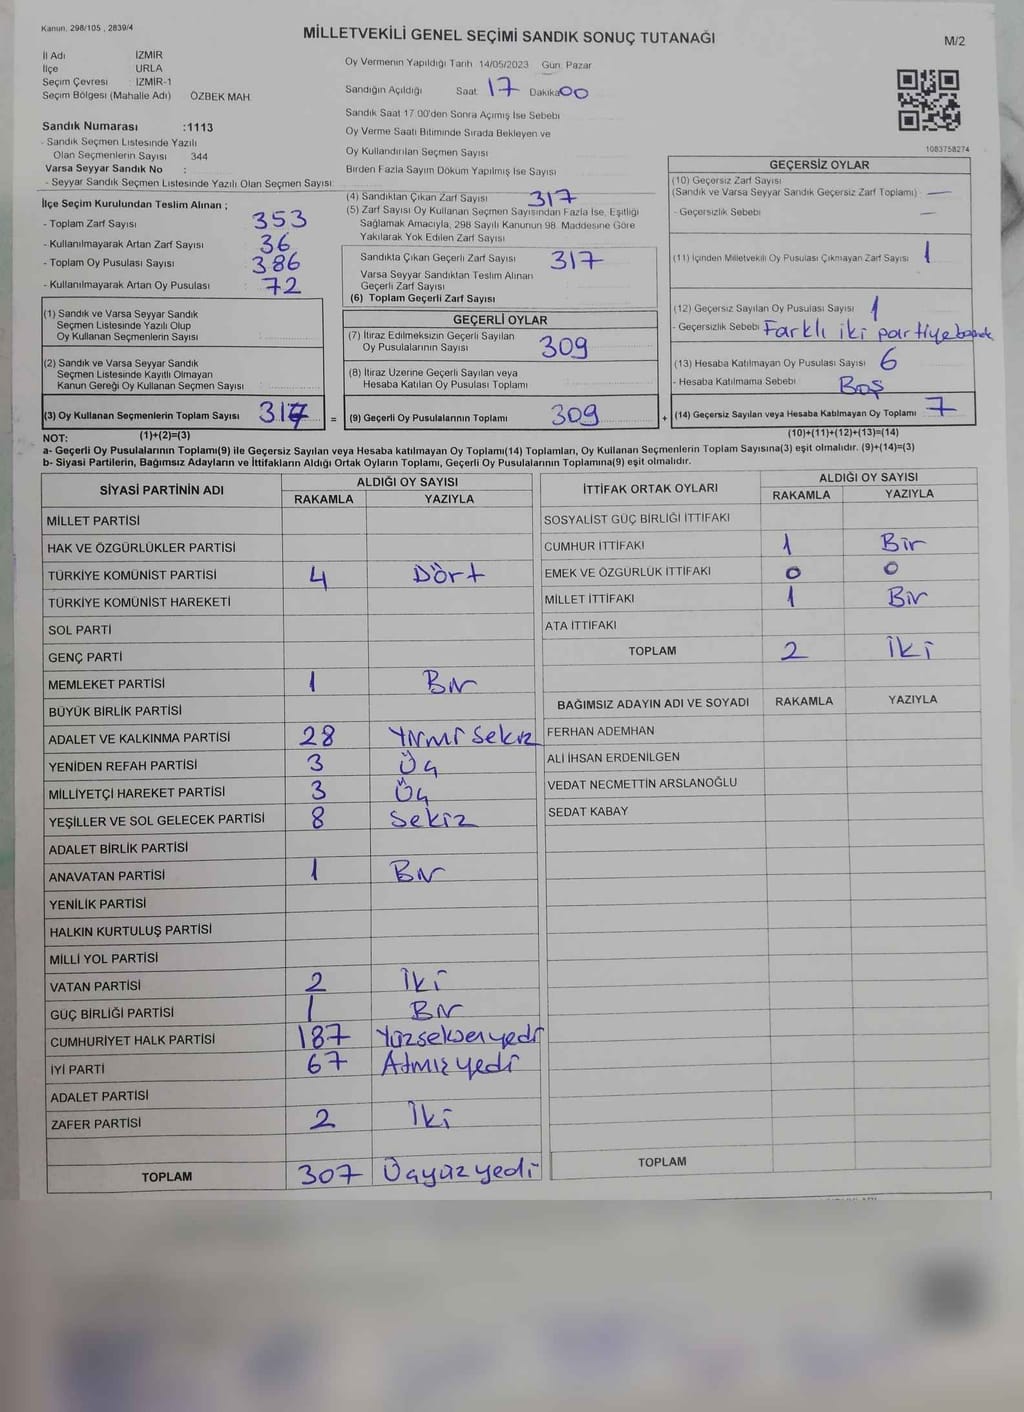 Kanun, 298/105 , 2839/4
MİLLETVEKİLİ GENEL SEÇİMİ SANDIK SONUÇ TUTANAĞI
M/2
İl Adı İZMİR
İlçe URLA
Seçim Çevresi : İZMİR-1
Seçim Bölgesi (Mahalle Adı) ÖZBEK MAH.
Sandık Numarası :1113
- Sandık Seçmen Listesinde Yazılı
Olan Seçmenlerin Sayısı 344
Varsa Seyyar Sandık No :
- Seyyar Sandık Seçmen Listesinde Yazılı Olan Seçmen Sayısı:
Oy Vermenin Yapıldığı Tarih 14/05/2023 Gün: Pazar
Sandığın Açıldığı Saat: 17 Dakika 00
Sandık Saat 17:00'den Sonra Açılmış İse Sebebi
Oy Verme Saati Bitiminde Sırada Bekleyen ve
Oy Kullandırılan Seçmen Sayısı
Birden Fazla Sayım Döküm Yapılmış İse Sayısı
1083758274
İlçe Seçim Kurulundan Teslim Alınan ;
- Toplam Zarf Sayısı 353
- Kullanılmayarak Artan Zarf Sayısı 36
- Toplam Oy Pusulası Sayısı 386
- Kullanılmayarak Artan Oy Pusulası : 72
(1) Sandık ve Varsa Seyyar Sandık
Seçmen Listesinde Yazılı Olup
Oy Kullanan Seçmenlerin Sayısı
(2) Sandık ve Varsa Seyyar Sandık
Seçmen Listesinde Kayıtlı Olmayan
Kanun Gereği Oy Kullanan Seçmen Sayısı
(3) Oy Kullanan Seçmenlerin Toplam Sayısı 317 =
(1)+(2)=(3)
(4) Sandıktan Çıkan Zarf Sayısı 317
(5) Zarf Sayısı Oy Kullanan Seçmen Sayısından Fazla İse, Eşitliği
Sağlamak Amacıyla, 298 Sayılı Kanunun 98. Maddesine Göre
Yakılarak Yok Edilen Zarf Sayısı
Sandıkta Çıkan Geçerli Zarf Sayısı 317
Varsa Seyyar Sandıktan Teslim Alınan
Geçerli Zarf Sayısı
(6) Toplam Geçerli Zarf Sayısı
GEÇERLİ OYLAR
(7) İtiraz Edilmeksizin Geçerli Sayılan
Oy Pusulalarının Sayısı 309
(8) İtiraz Üzerine Geçerli Sayılan veya
Hesaba Katılan Oy Pusulası Toplamı
(9) Geçerli Oy Pusulalarının Toplamı 309 +
GEÇERSİZ OYLAR
(10) Geçersiz Zarf Sayısı
(Sandık ve Varsa Seyyar Sandık Geçersiz Zarf Toplamı) —
- Geçersizlik Sebebi —
(11) İçinden Milletvekili Oy Pusulası Çıkmayan Zarf Sayısı 1
(12) Geçersiz Sayılan Oy Pusulası Sayısı 1
- Geçersizlik Sebebi Farklı iki partiye
(13) Hesaba Katılmayan Oy Pusulası Sayısı 6
- Hesaba Katılmama Sebebi Boş
(14) Geçersiz Sayılan veya Hesaba Katılmayan Oy Toplamı 7
(10)+(11)+(12)+(13)=(14)
NOT:
a- Geçerli Oy Pusulalarının Toplamı(9) ile Geçersiz Sayılan veya Hesaba katılmayan Oy Toplamı(14) Toplamları, Oy Kullanan Seçmenlerin Toplam Sayısına(3) eşit olmalıdır. (9)+(14)=(3)
b- Siyasi Partilerin, Bağımsız Adayların ve İttifakların Aldığı Ortak Oyların Toplamı, Geçerli Oy Pusulalarının Toplamına(9) eşit olmalıdır.
SİYASİ PARTİNİN ADI ALDIĞI OY SAYISI
RAKAMLA YAZIYLA
MİLLET PARTİSİ
HAK VE ÖZGÜRLÜKLER PARTİSİ
TÜRKİYE KOMÜNİST PARTİSİ 4 Dört
TÜRKİYE KOMÜNİST HAREKETİ
SOL PARTİ
GENÇ PARTİ
MEMLEKET PARTİSİ 1 Bir
BÜYÜK BİRLİK PARTİSİ
ADALET VE KALKINMA PARTİSİ 28 Yirmi sekiz
YENİDEN REFAH PARTİSİ 3 Üç
MİLLİYETÇİ HAREKET PARTİSİ 3 Üç
YEŞİLLER VE SOL GELECEK PARTİSİ 8 Sekiz
ADALET BİRLİK PARTİSİ
ANAVATAN PARTİSİ 1 Bir
YENİLİK PARTİSİ
HALKIN KURTULUŞ PARTİSİ
MİLLİ YOL PARTİSİ
VATAN PARTİSİ 2 İki
GÜÇ BİRLİĞİ PARTİSİ 1 Bir
CUMHURİYET HALK PARTİSİ 187 Yüzseksenyedi
İYİ PARTİ 67 Atmış yedi
ADALET PARTİSİ
ZAFER PARTİSİ 2 İki
TOPLAM 307 Üçyüz yedi
İTTİFAK ORTAK OYLARI ALDIĞI OY SAYISI
RAKAMLA YAZIYLA
SOSYALİST GÜÇ BİRLİĞİ İTTİFAKI
CUMHUR İTTİFAKI 1 Bir
EMEK VE ÖZGÜRLÜK İTTİFAKI 0 0
MİLLET İTTİFAKI 1 Bir
ATA İTTİFAKI
TOPLAM 2 İki
BAĞIMSIZ ADAYIN ADI VE SOYADI RAKAMLA YAZIYLA
FERHAN ADEMHAN
ALİ İHSAN ERDENİLGEN
VEDAT NECMETTİN ARSLANOĞLU
SEDAT KABAY
TOPLAM